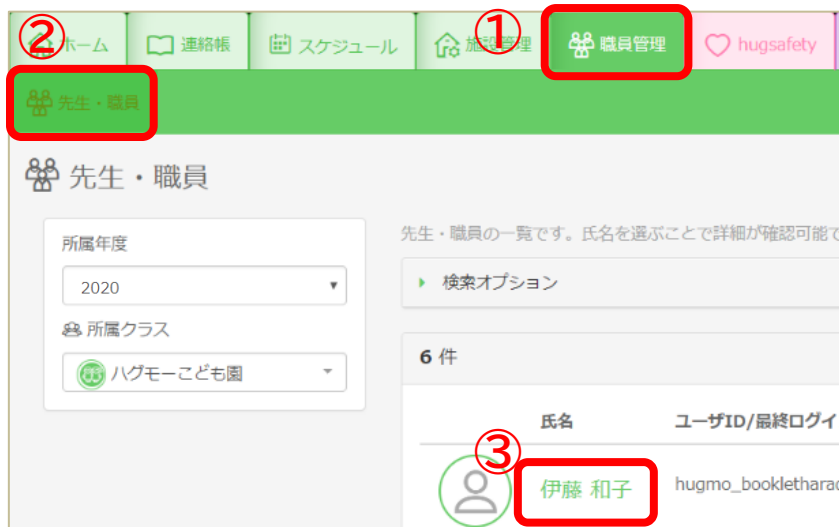 ② ホーム 連絡帳 スケジュール ① 施設管理 職員管理 hugsafety
先生・職員
先生・職員
所属年度
2020
所属クラス
ハグモーこども園
先生・職員の一覧です。氏名を選ぶことで詳細が確認可能で
検索オプション
6 件
氏名 ユーザID/最終ログイ
③ 伊藤 和子 hugmo_bookletharad